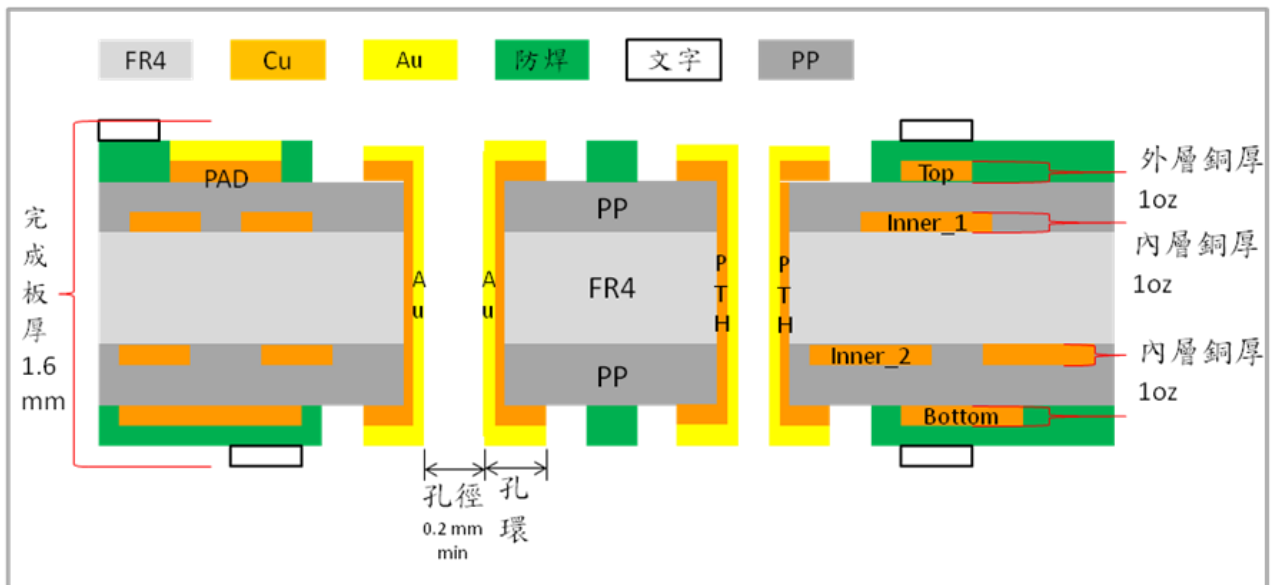 FR4
Cu
Au
防焊
文字
PP
PAD
PP
Top
Inner_1
外層銅厚
1oz
內層銅厚
1oz
完
成
板
厚
1.6
mm
A
u
A
u
FR4
P
T
H
P
T
H
PP
Inner_2
Bottom
內層銅厚
1oz
孔徑
0.2 mm
min
孔
環